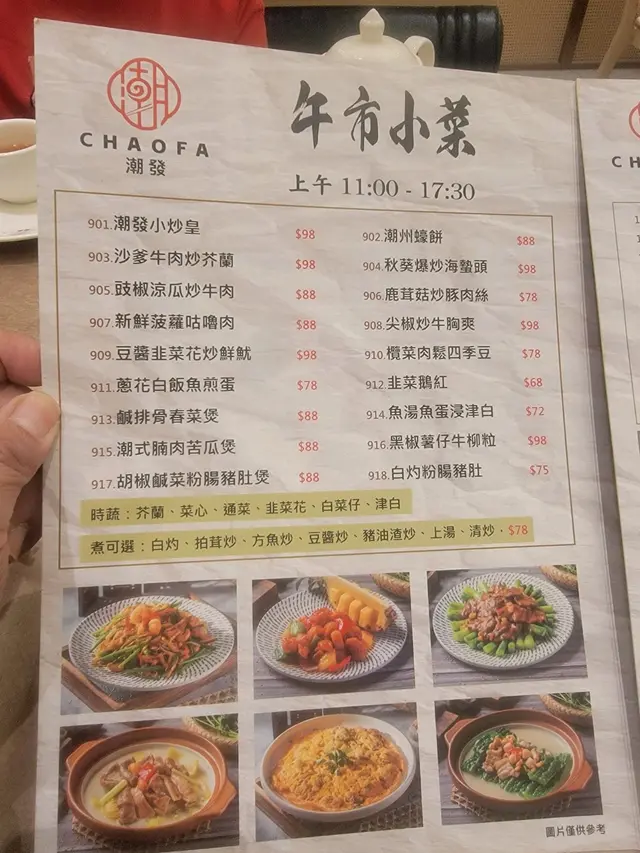 潮
CHAOFA
潮發
午市小菜
上午 11:00 - 17:30
901.潮發小炒皇 $98
902.潮州蠔餅 $88
903.沙爹牛肉炒芥蘭 $98
904.秋葵爆炒海蜇頭 $98
905.豉椒涼瓜炒牛肉 $88
906.鹿茸菇炒豚肉絲 $78
907.新鮮菠蘿咕嚕肉 $88
908.尖椒炒牛胸爽 $98
909.豆醬韭菜花炒鮮魷 $98
910.欖菜肉鬆四季豆 $78
911.蔥花白飯魚煎蛋 $78
912.韭菜鵝紅 $68
913.鹹排骨春菜煲 $88
914.魚湯魚蛋浸津白 $72
915.潮式腩肉苦瓜煲 $88
916.黑椒薯仔牛柳粒 $98
917.胡椒鹹菜粉腸豬肚煲 $88
918.白灼粉腸豬肚 $75
時蔬：芥蘭、菜心、通菜、韭菜花、白菜仔、津白
煮可選：白灼、拍茸炒、方魚炒、豆醬炒、豬油渣炒、上湯、清炒 · $78
圖片僅供參考
CH